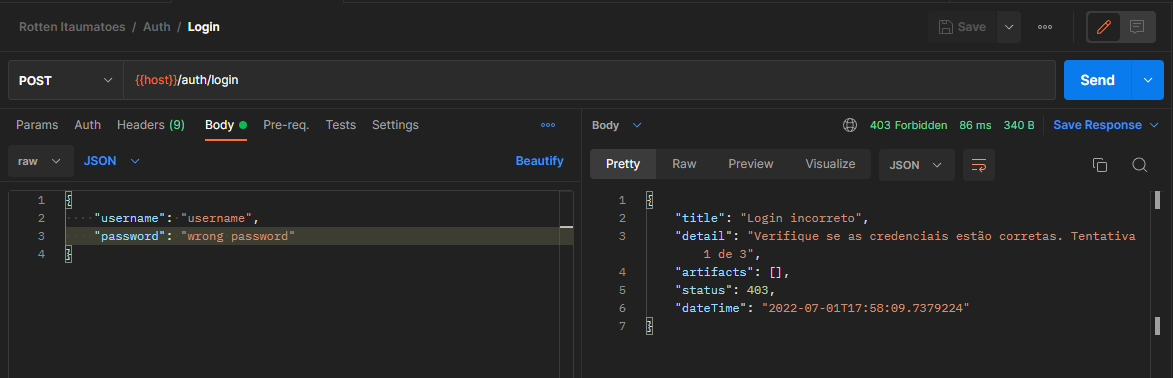 Rotten Itaumatoes / Auth / Login
Save
POST
{{host}}/auth/login
Send
Params Auth Headers (9) Body Pre-req. Tests Settings
raw JSON Beautify
1 {
2 "username": "username",
3 "password": "wrong password"
4 }
Body 403 Forbidden 86 ms 340 B Save Response
Pretty Raw Preview Visualize JSON
1 {
2 "title": "Login incorreto",
3 "detail": "Verifique se as credenciais estão corretas. Tentativa
1 de 3",
4 "artifacts": [],
5 "status": 403,
6 "dateTime": "2022-07-01T17:58:09.7379224"
7 }